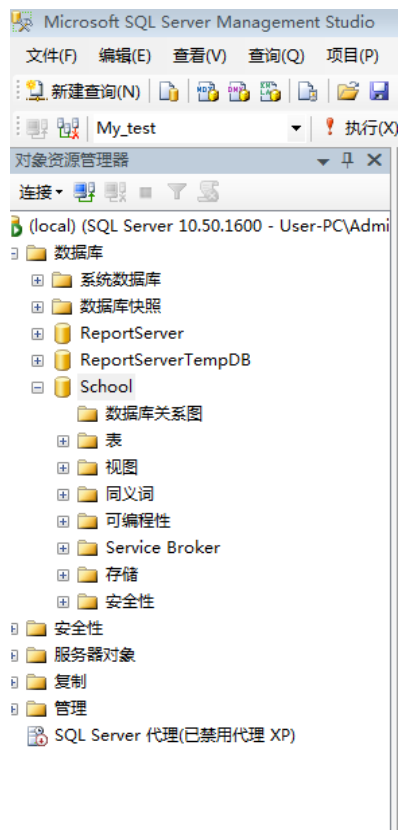 Microsoft SQL Server Management Studio
文件(F) 编辑(E) 查看(V) 查询(Q) 项目(P)
新建查询(N)
My_test 执行(X)
对象资源管理器
连接
(local) (SQL Server 10.50.1600 - User-PC\Admi
数据库
系统数据库
数据库快照
ReportServer
ReportServerTempDB
School
数据库关系图
表
视图
同义词
可编程性
Service Broker
存储
安全性
安全性
服务器对象
复制
管理
SQL Server 代理(已禁用代理 XP)